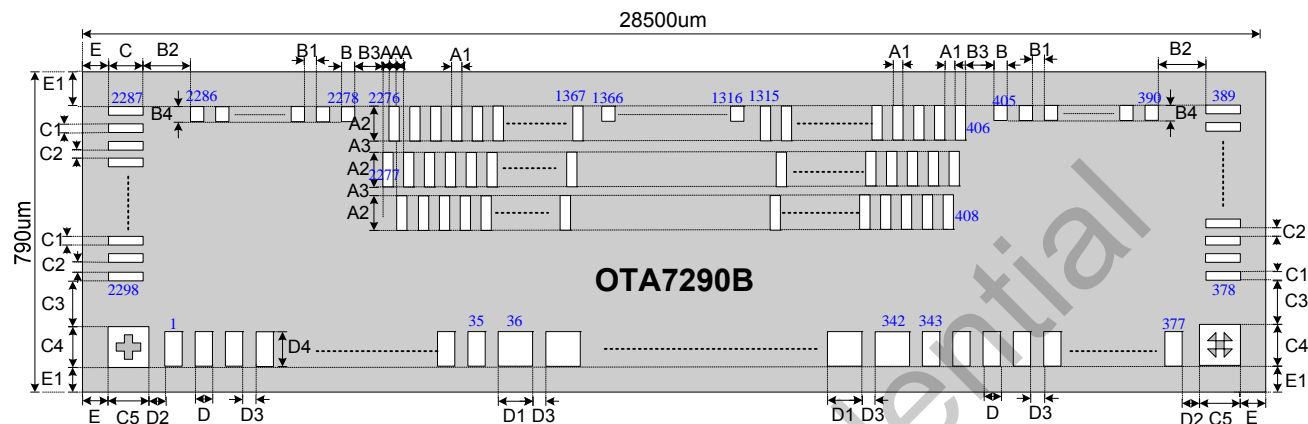 28500um
E C B2 B1 B B3 A A A A1 A1 A1 B3 B B1 B2
E1 2287 2286 2278 2276 1367 1366 1316 1315 405 390 389
B4 A2 406 B4
C1 A3
C2 A2
2277
A3
A2 408
790um
C1 C2
C2 OTA7290B C1
2298 378
C3 C3
1 35 36 342 343 377
C4 D4 C4
E1 E1
E C5 D2 D D3 D1 D3 D1 D3 D D3 D2 C5 E
dential